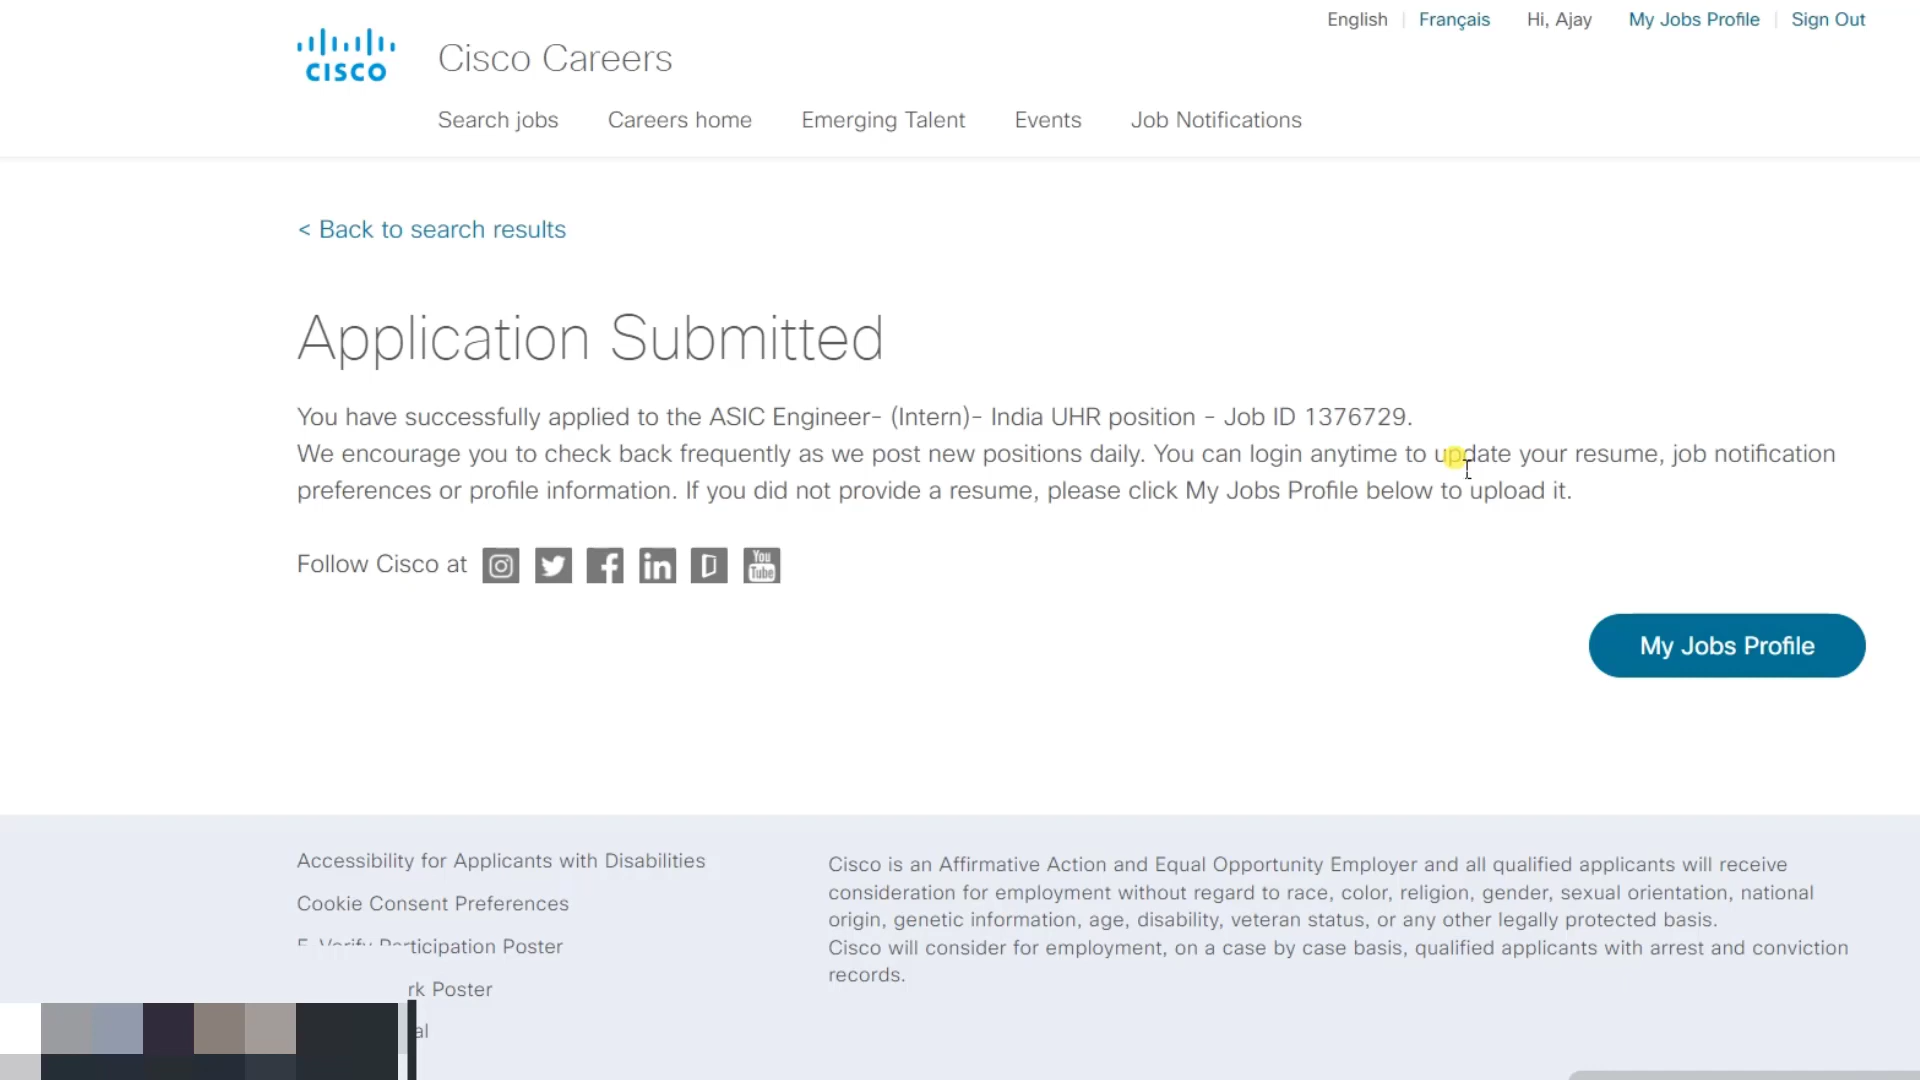 English
Français
Hi, Ajay
My Jobs Profile
Sign Out
CISCO
Cisco Careers
Search jobs
Careers home
Emerging Talent
Events
Job Notifications
< Back to search results
Application Submitted
You have successfully applied to the ASIC Engineer- (Intern)- India UHR position - Job ID 1376729.
We encourage you to check back frequently as we post new positions daily. You can login anytime to update your resume, job notification
preferences or profile information. If you did not provide a resume, please click My Jobs Profile below to upload it.
Follow Cisco at
in
You
Tube
My Jobs Profile
Accessibility for Applicants with Disabilities
Cookie Consent Preferences
Poster
Poster
Cisco is an Affirmative Action and Equal Opportunity Employer and all qualified applicants will receive
consideration for employment without regard to race, color, religion, gender, sexual orientation, national
origin, genetic information, age, disability, veteran status, or any other legally protected basis.
Cisco will consider for employment, on a case by case basis, qualified applicants with arrest and conviction
records.